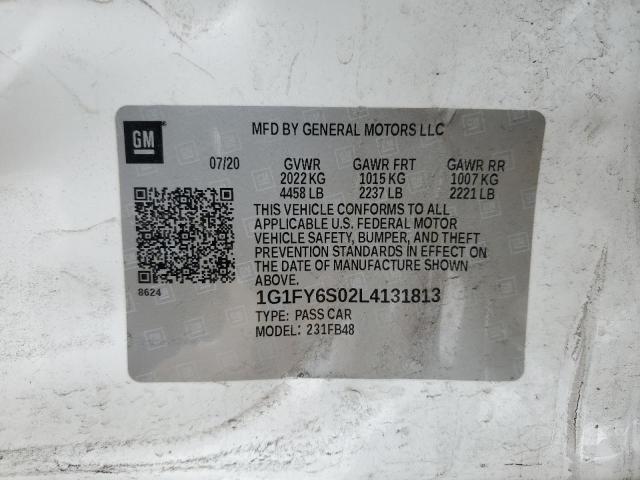 GM
MFD BY GENERAL MOTORS LLC
07/20 GVWR GAWR FRT GAWR RR
2022 KG 1015 KG 1007 KG
4458 LB 2237 LB 2221 LB
THIS VEHICLE CONFORMS TO ALL
APPLICABLE U.S. FEDERAL MOTOR
VEHICLE SAFETY, BUMPER, AND THEFT
PREVENTION STANDARDS IN EFFECT ON
THE DATE OF MANUFACTURE SHOWN
ABOVE.
8624
1G1FY6S02L4131813
TYPE: PASS CAR
MODEL: 231FB48